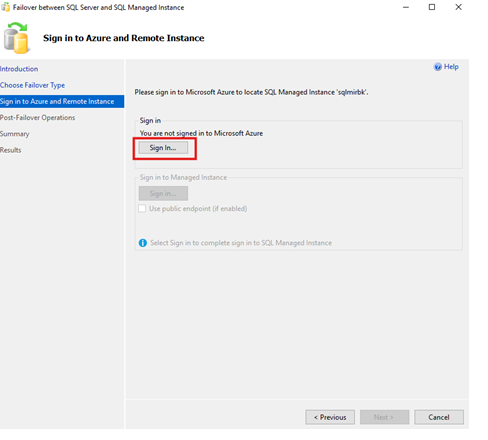 Failover between SQL Server and SQL Managed Instance
Sign in to Azure and Remote Instance
Help
Introduction
Choose Failover Type
Sign in to Azure and Remote Instance
Post-Failover Operations
Summary
Results
Please sign in to Microsoft Azure to locate SQL Managed Instance 'sqlmirbk'.
Sign in
You are not signed in to Microsoft Azure
Sign In...
Sign in to Managed Instance
Sign in...
Use public endpoint (if enabled)
Select Sign in to complete sign in to SQL Managed Instance
< Previous
Next >
Cancel